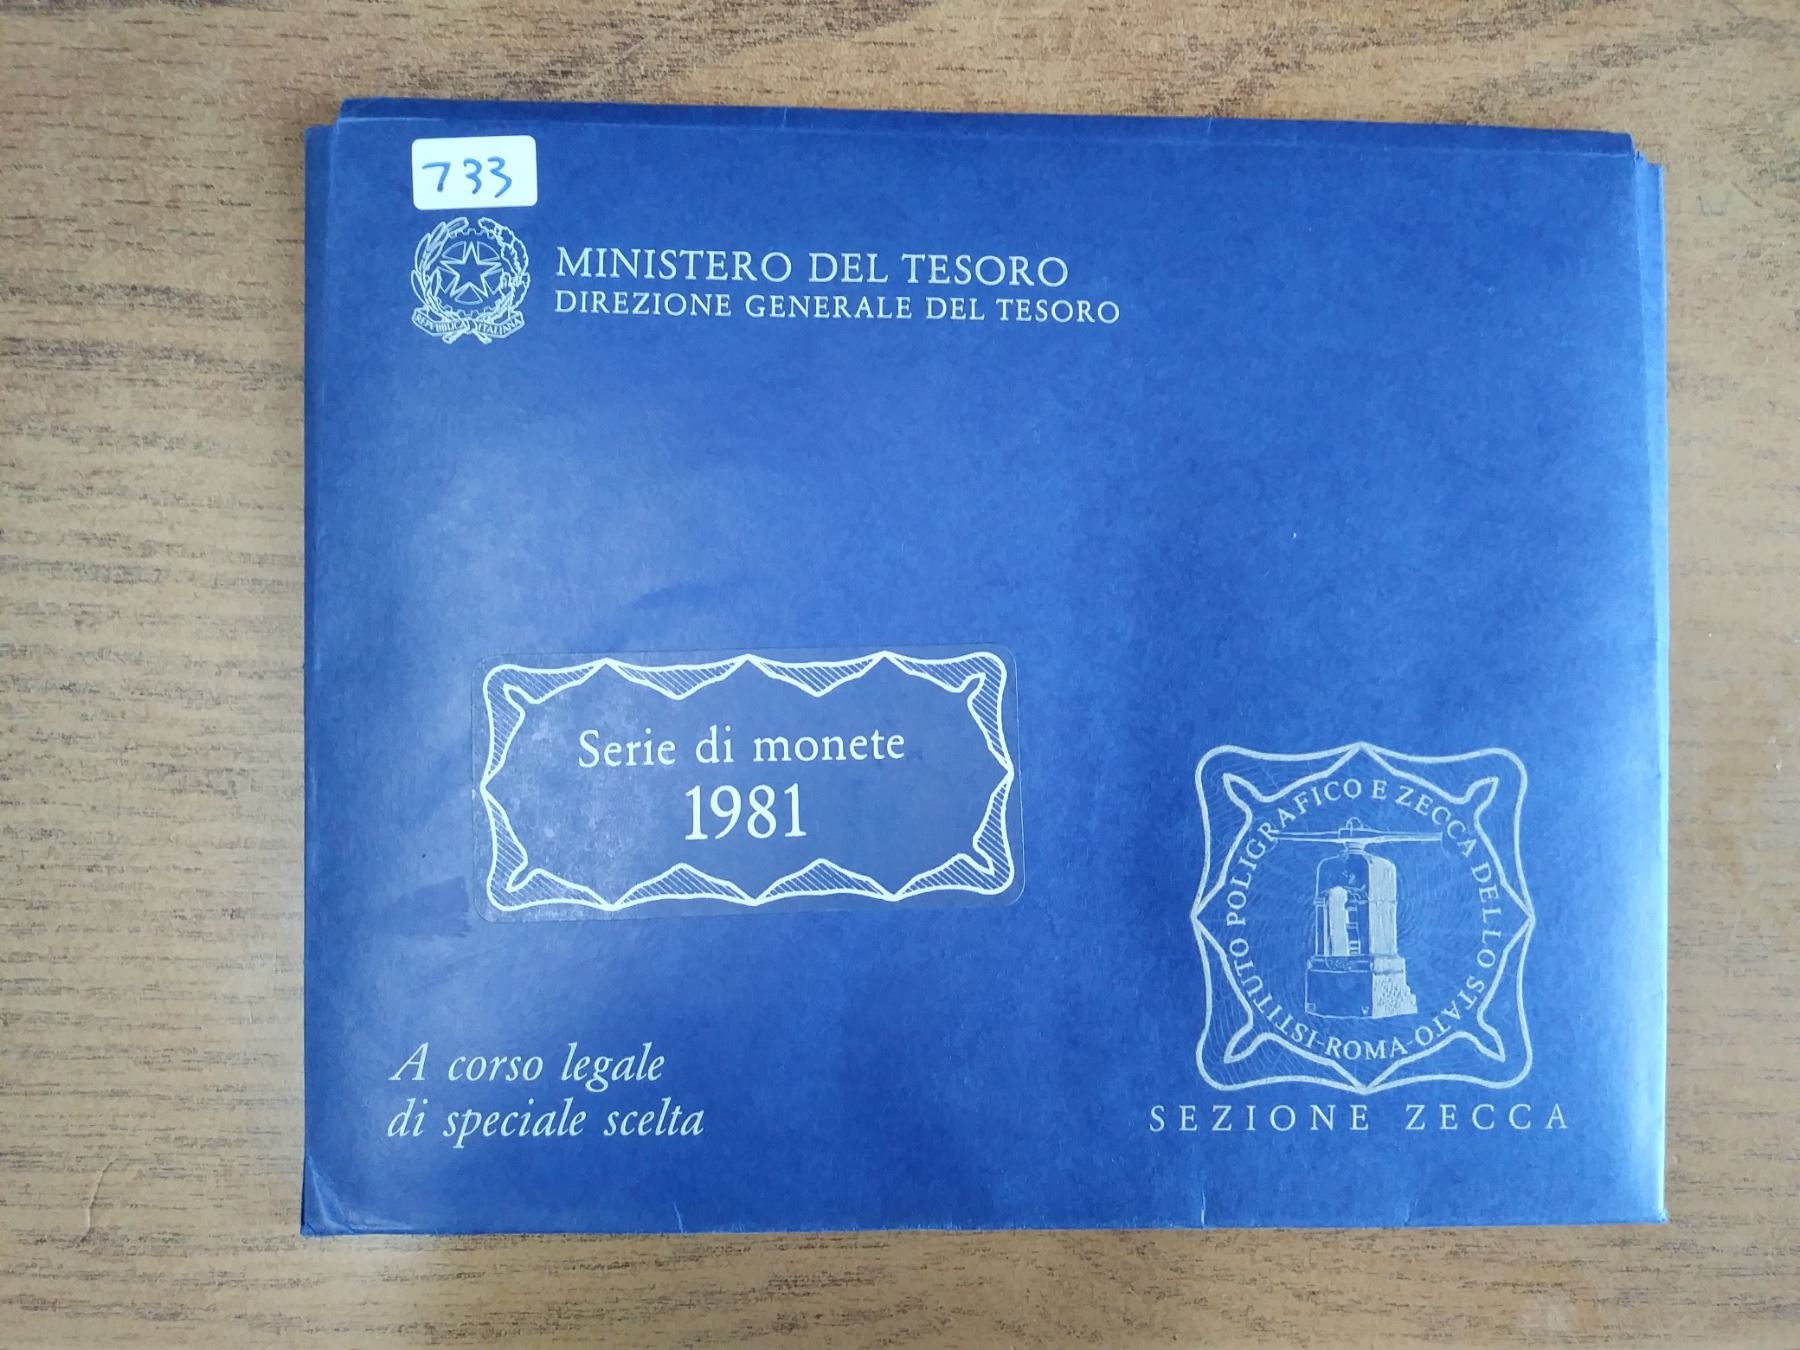 733
REPVBBLICA ITALIANA
MINISTERO DEL TESORO
DIREZIONE GENERALE DEL TESORO
Serie di monete
1981
ISTITUTO POLIGRAFICO E ZECCA DELLO STATO-ROMA-
SEZIONE ZECCA
A corso legale
di speciale scelta